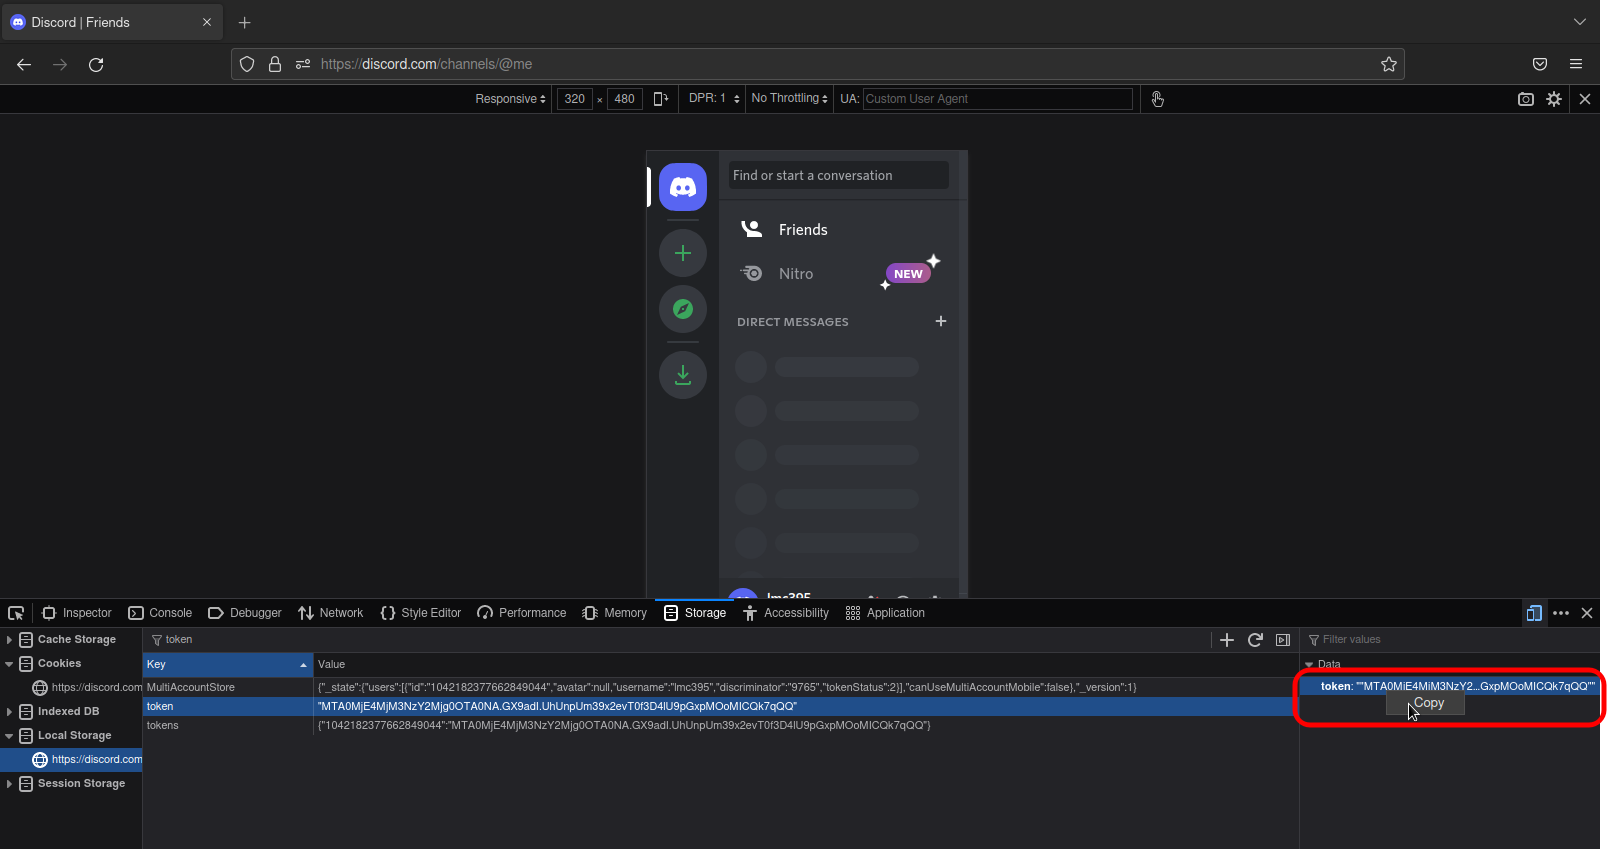 Discord | Friends
https://discord.com/channels/@me
Responsive 320 × 480 DPR: 1 No Throttling UA: Custom User Agent
Find or start a conversation
Friends
Nitro NEW
DIRECT MESSAGES
lmc395
Inspector Console Debugger Network Style Editor Performance Memory Storage Accessibility Application
Cache Storage
Cookies
https://discord.com
Indexed DB
Local Storage
https://discord.com
Session Storage
token
Key Value
MultiAccountStore {"_state":{"users":[{"id":"1042182377662849044","avatar":null,"username":"lmc395","discriminator":"9765","tokenStatus":2}],"canUseMultiAccountMobile":false},"_version":1}
token "MTA0MjE4MjM3NzY2Mjg0OTA0NA.GX9adI.UhUnpUm39x2evT0f3D4lU9pGxpMOoMICQk7qQQ"
tokens {"1042182377662849044":"MTA0MjE4MjM3NzY2Mjg0OTA0NA.GX9adI.UhUnpUm39x2evT0f3D4lU9pGxpMOoMICQk7qQQ"}
Filter values
Data
token: ""MTA0MjE4MjM3NzY2...GxpMOoMICQk7qQQ""
Copy